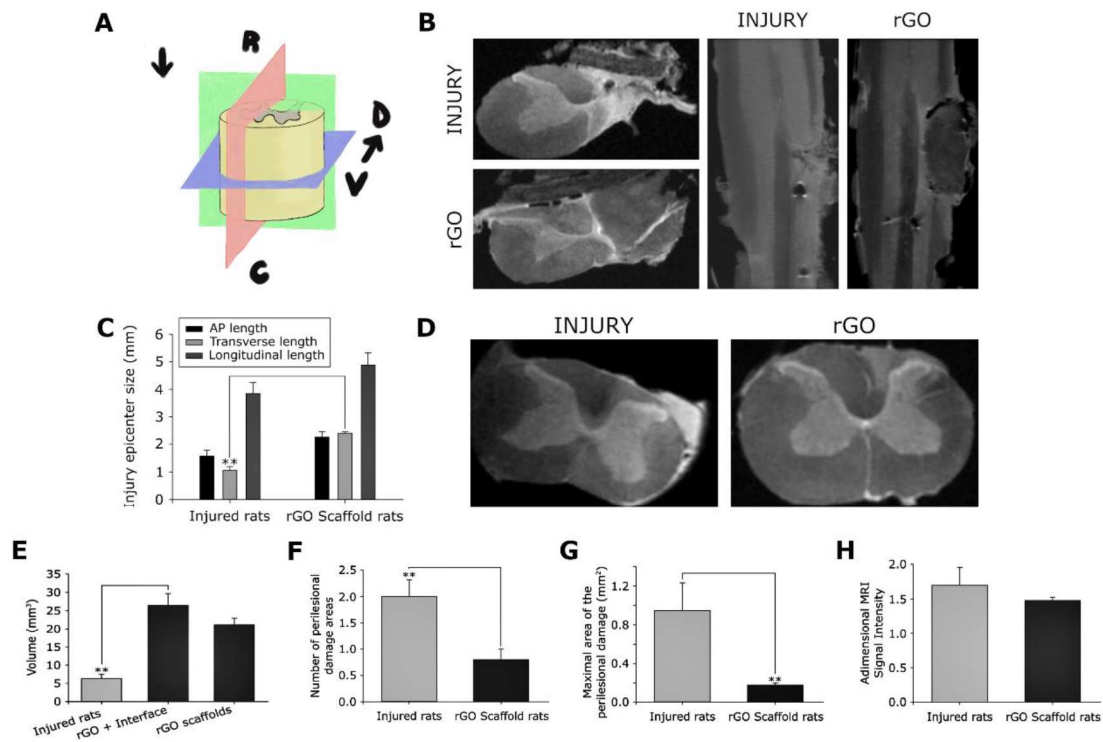 A
R
D
V
C
B
INJURY
rGO
INJURY
rGO
C
AP length
Transverse length
Longitudinal length
Injury epicenter size (mm)
6
5
4
3
2
1
0
**
Injured rats
rGO Scaffold rats
D
INJURY
rGO
E
Volume (mm³)
35
30
25
20
15
10
5
0
**
Injured rats
rGO + Interface
rGO scaffolds
F
Number of perilesional
damage areas
2.5
2.0
1.5
1.0
0.5
0.0
**
Injured rats
rGO Scaffold rats
G
Maximal area of the
perilesional damage (mm²)
1.2
0.8
0.4
0.0
**
Injured rats
rGO Scaffold rats
H
Adimensional MRI
Signal Intensity
2.0
1.5
1.0
0.5
0.0
Injured rats
rGO Scaffold rats